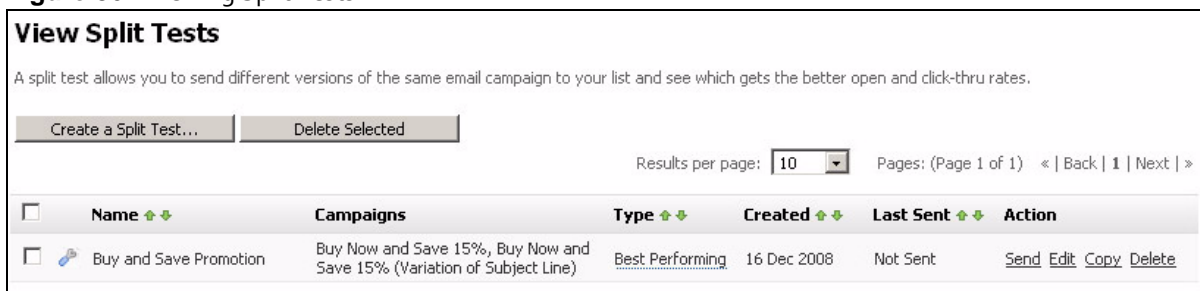 View Split Tests
A split test allows you to send different versions of the same email campaign to your list and see which gets the better open and click-thru rates.
Create a Split Test... Delete Selected
Results per page: 10 Pages: (Page 1 of 1) « | Back | 1 | Next | »
Name Campaigns Type Created Last Sent Action
Buy and Save Promotion Buy Now and Save 15%, Buy Now and Save 15% (Variation of Subject Line) Best Performing 16 Dec 2008 Not Sent Send Edit Copy Delete